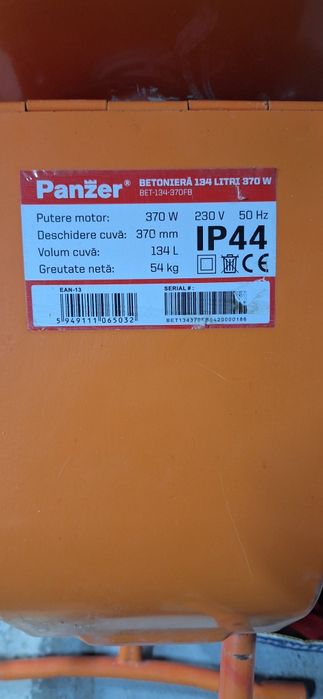 Panzer® BETONIERĂ 134 LITRI 370 W
BET-134-370FB
Putere motor: 370 W 230 V 50 Hz
Deschidere cuvă: 370 mm
Volum cuvă: 134 L
Greutate netă: 54 kg
IP44
CE
EAN-13 SERIAL #:
5 949111 065032